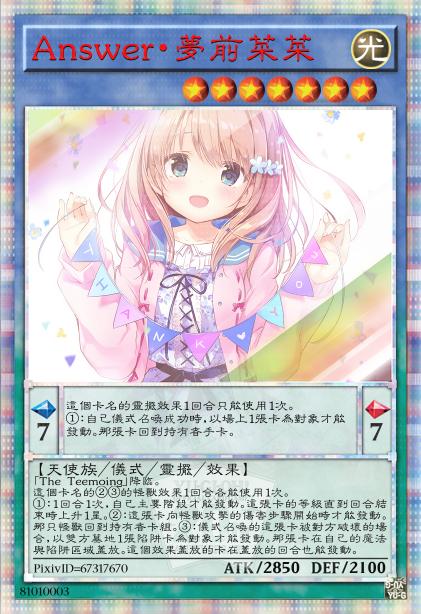 Answer・夢前菜菜
光
THANK YOU
7
這個卡名的靈擺效果1回合只能使用1次。
①：自己儀式召喚成功時，以場上1張卡為對象才能
發動。那張卡回到持有者手卡。
7
【天使族／儀式／靈擺／效果】
「The Teemoing」降臨。
這個卡名的②③的怪獸效果1回合各能使用1次。
①：1回合1次，自己主要階段才能發動。這張卡的等級直到回合結
束時上升1星。②：這張卡向怪獸攻擊的傷害步驟開始時才能發動。
那只怪獸回到持有者卡組。③：儀式召喚的這張卡被對方破壞的場
合，以雙方墓地1張陷阱卡為對象才能發動。那張卡在自己的魔法
與陷阱區域蓋放。這個效果蓋放的卡在蓋放的回合也能發動。
PixivID=67317670
ATK/2850 DEF/2100
81010003